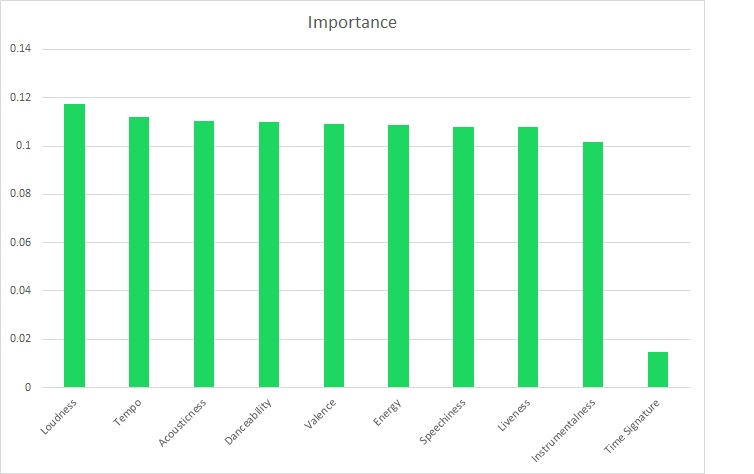 Importance
0.14
0.12
0.1
0.08
0.06
0.04
0.02
0
Loudness
Tempo
Acousticness
Danceability
Valence
Energy
Speechiness
Liveness
Instrumentalness
Time Signature